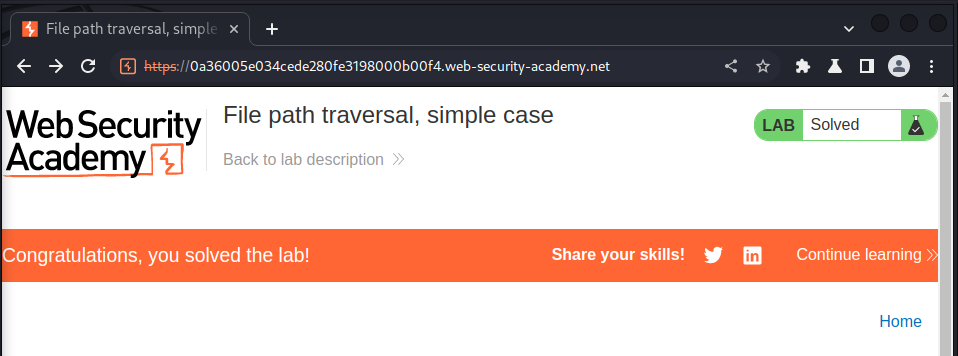 File path traversal, simple
https://0a36005e034cede280fe3198000b00f4.web-security-academy.net
Web Security
Academy
File path traversal, simple case
Back to lab description
LAB Solved
Congratulations, you solved the lab!
Share your skills!
Continue learning
Home